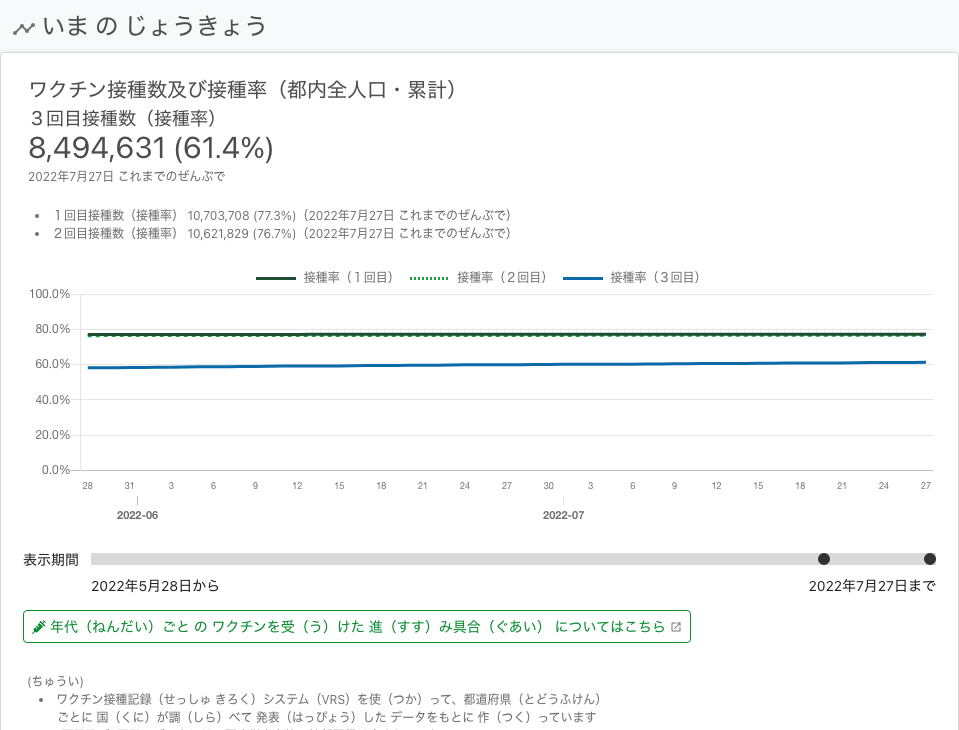 いま の じょうきょう
ワクチン接種数及び接種率（都内全人口・累計）
３回目接種数（接種率）
8,494,631 (61.4%)
2022年7月27日 これまでのぜんぶで
• １回目接種数（接種率） 10,703,708 (77.3%)（2022年7月27日 これまでのぜんぶで）
• ２回目接種数（接種率） 10,621,829 (76.7%)（2022年7月27日 これまでのぜんぶで）
接種率（１回目） 接種率（２回目） 接種率（３回目）
100.0%
80.0%
60.0%
40.0%
20.0%
0.0%
28 31 3 6 9 12 15 18 21 24 27 30 3 6 9 12 15 18 21 24 27
2022-06 2022-07
表示期間
2022年5月28日から 2022年7月27日まで
年代（ねんだい）ごと の ワクチンを受（う）けた 進（すす）み具合（ぐあい） についてはこちら
(ちゅうい)
• ワクチン接種記録（せっしゅ きろく）システム（VRS）を使（つか）って、都道府県（とどうふけん）
ごとに 国（くに）が調（しら）べて 発表（はっぴょう）した データをもとに 作（つく）っています